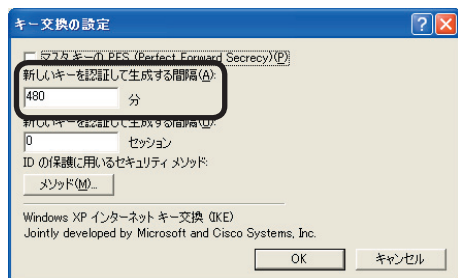 キー交換の設定
マスタ キーの PFS (Perfect Forward Secrecy)(P)
新しいキーを認証して生成する間隔(A):
480 分
新しいキーを認証して生成する間隔(U):
0 セッション
ID の保護に用いるセキュリティ メソッド:
メソッド(M)...
Windows XP インターネット キー交換 (IKE)
Jointly developed by Microsoft and Cisco Systems, Inc.
OK キャンセル